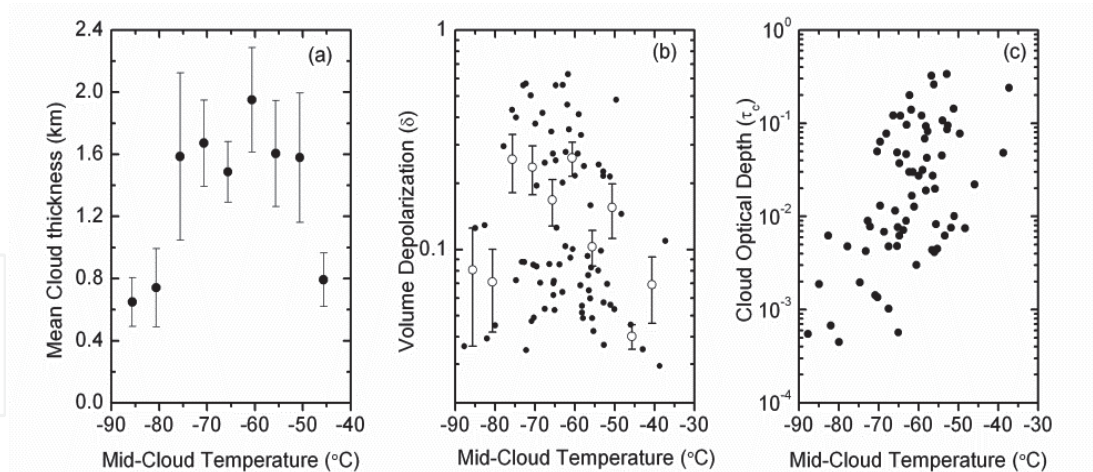 2.4
2.0
1.6
1.2
0.8
0.4
0.0
Mean Cloud thickness (km)
(a)
-90 -80 -70 -60 -50 -40
Mid-Cloud Temperature (°C)
1
0.1
Volume Depolarization (δ)
(b)
-90 -80 -70 -60 -50 -40 -30
Mid-Cloud Temperature (°C)
10⁰
10⁻¹
10⁻²
10⁻³
10⁻⁴
Cloud Optical Depth (τc)
(c)
-90 -80 -70 -60 -50 -40 -30
Mid-Cloud Temperature (°C)